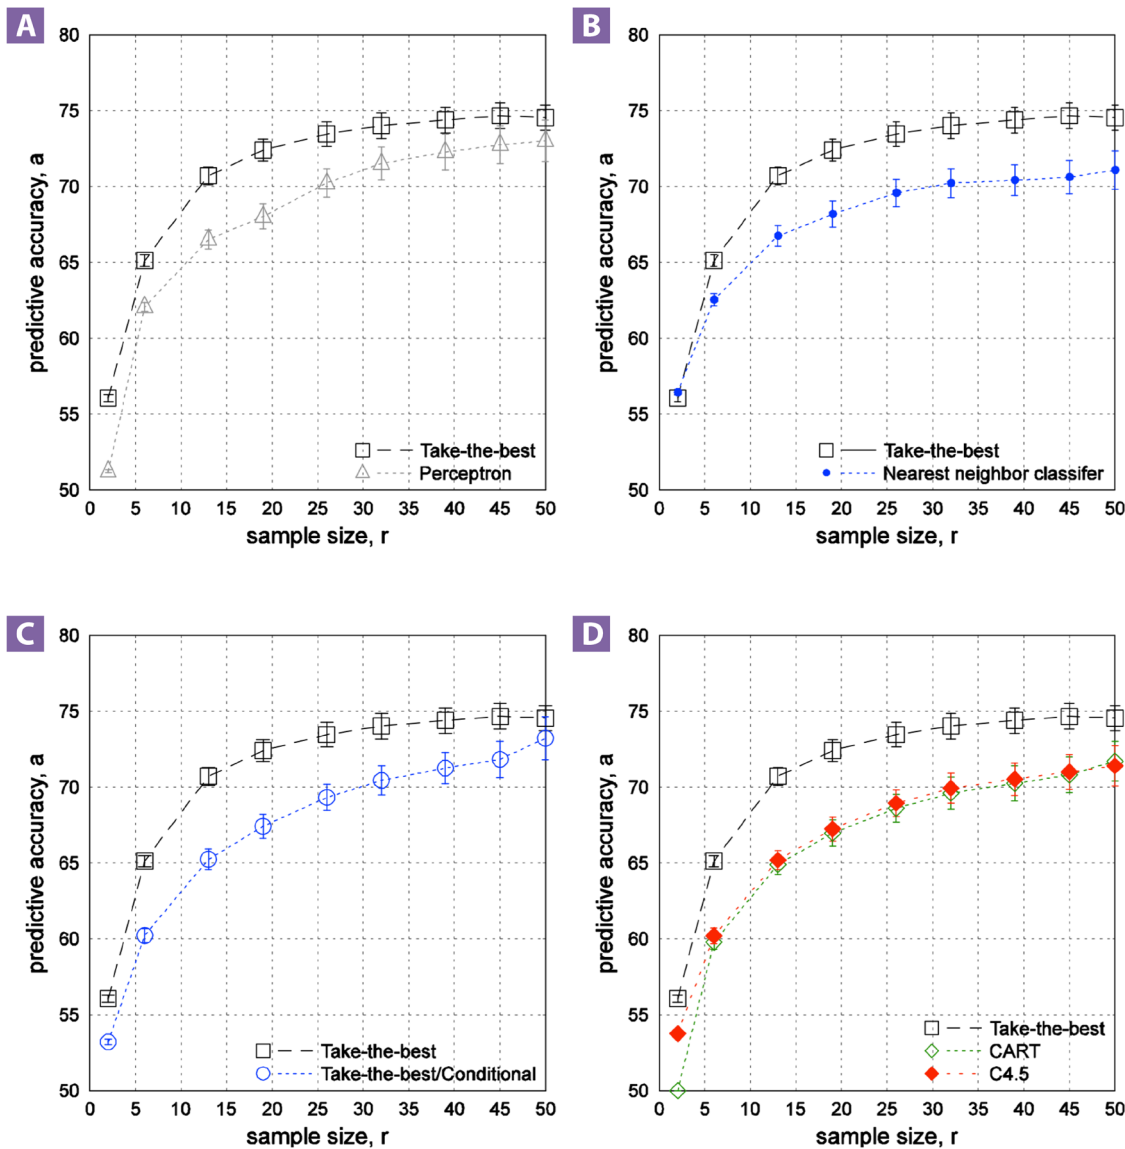 A
predictive accuracy, a
80
75
70
65
60
55
50
0 5 10 15 20 25 30 35 40 45 50
sample size, r
Take-the-best
Perceptron
B
predictive accuracy, a
80
75
70
65
60
55
50
0 5 10 15 20 25 30 35 40 45 50
sample size, r
Take-the-best
Nearest neighbor classifer
C
predictive accuracy, a
80
75
70
65
60
55
50
0 5 10 15 20 25 30 35 40 45 50
sample size, r
Take-the-best
Take-the-best/Conditional
D
predictive accuracy, a
80
75
70
65
60
55
50
0 5 10 15 20 25 30 35 40 45 50
sample size, r
Take-the-best
CART
C4.5